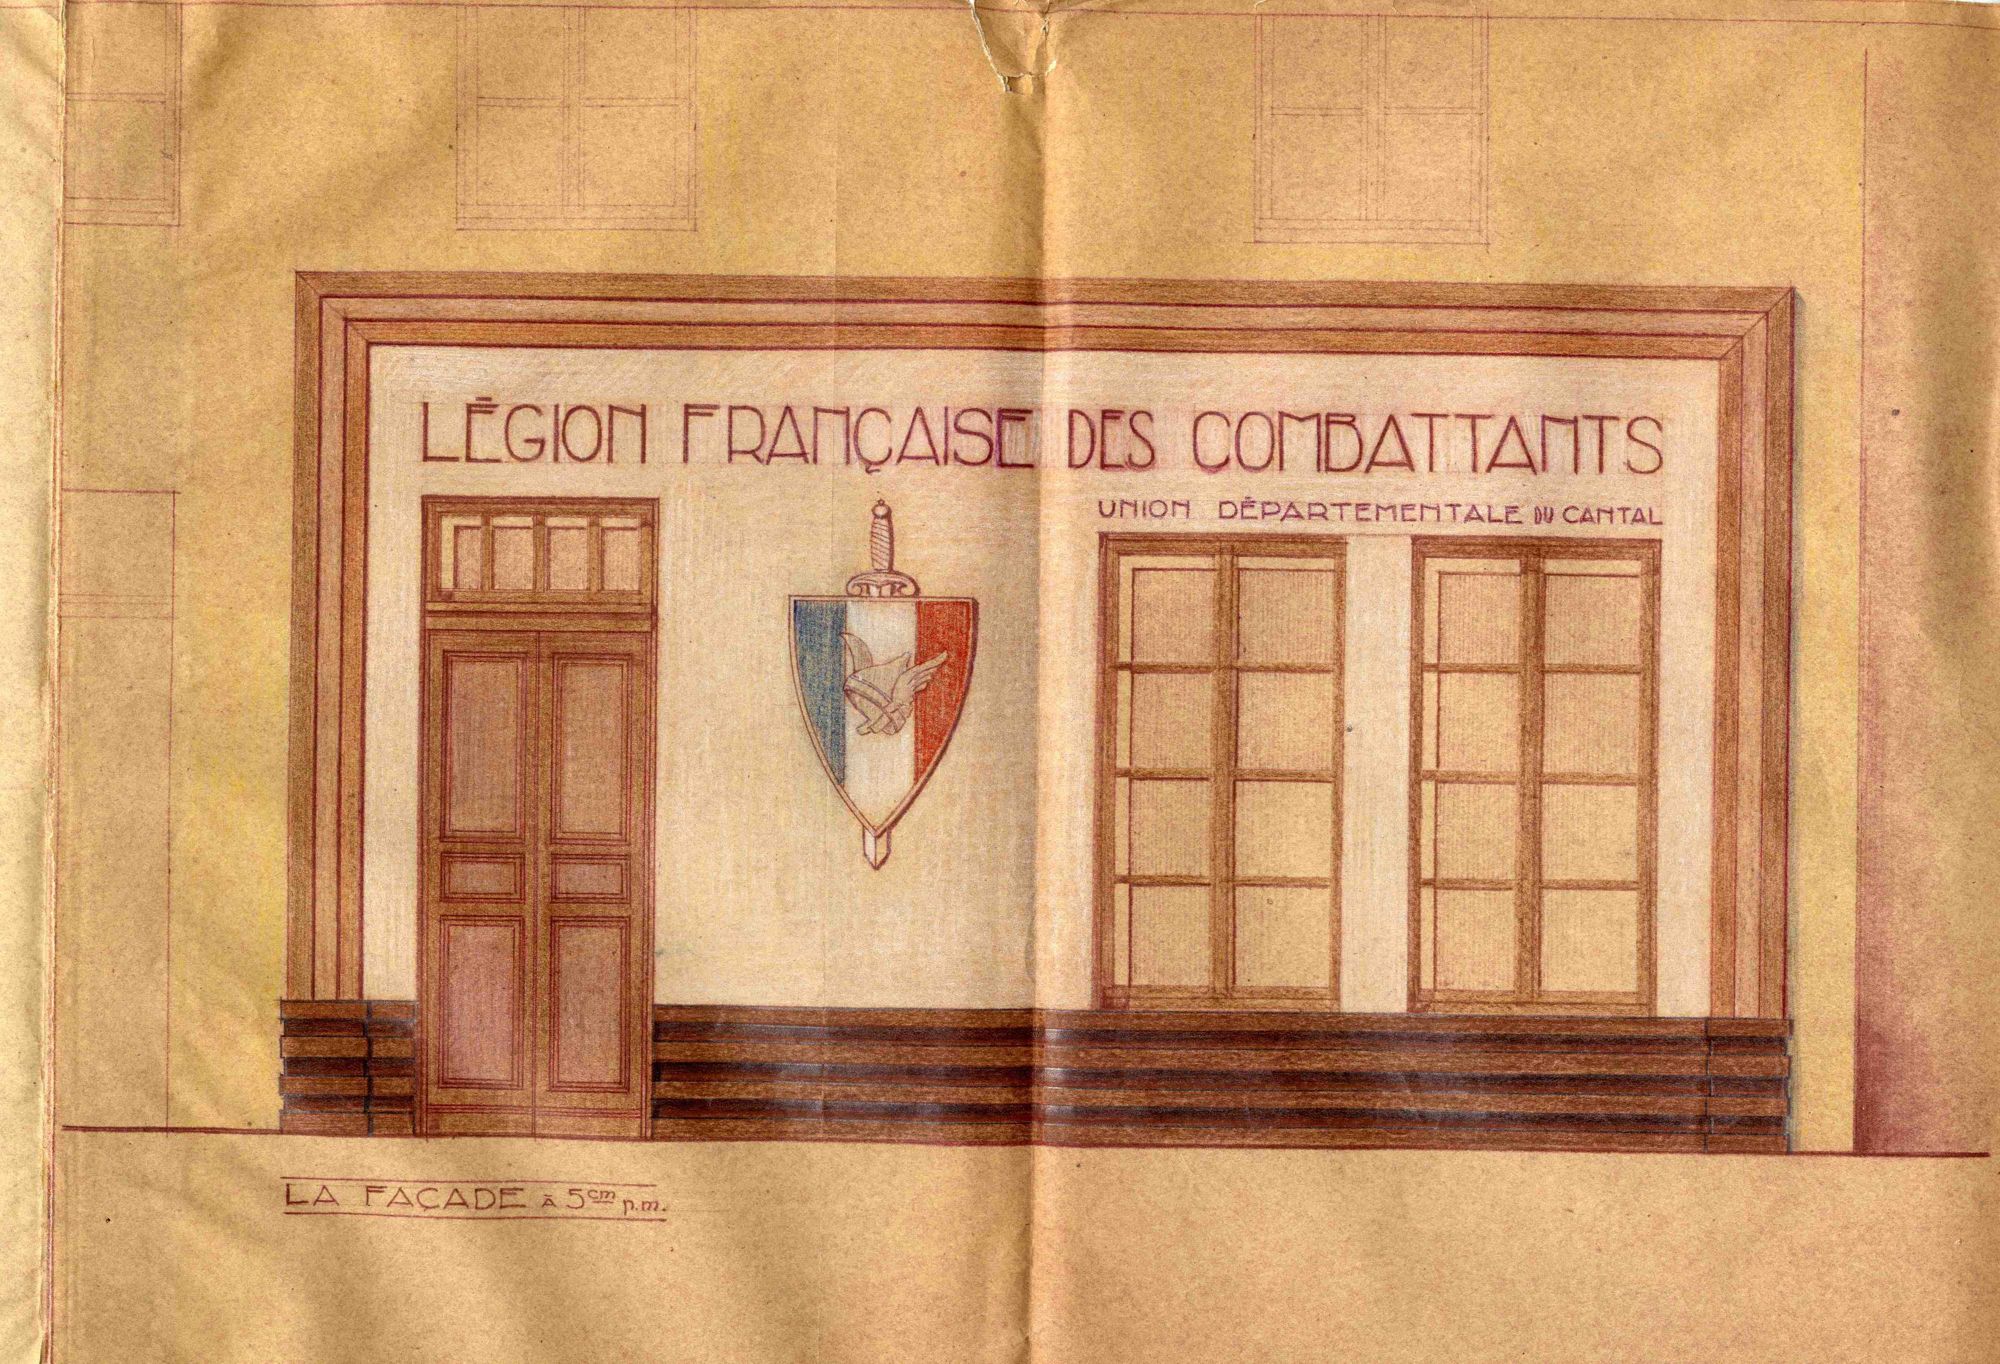 LÉGION FRANÇAISE DES COMBATTANTS
UNION DÉPARTEMENTALE DU CANTAL
LA FAÇADE à 5cm p.m.